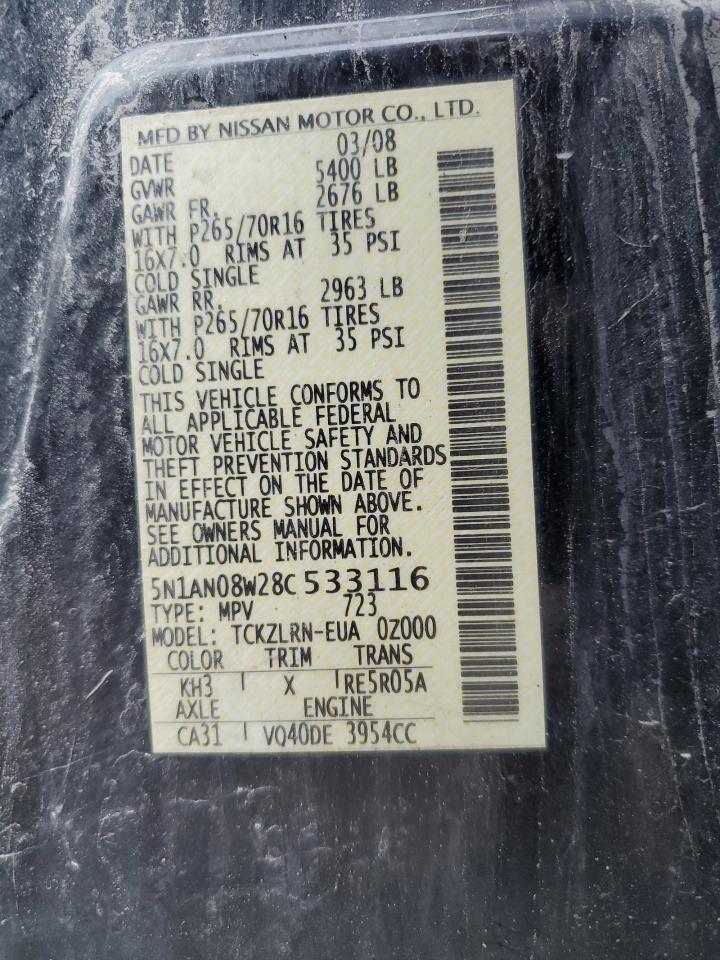 MFD BY NISSAN MOTOR CO., LTD.
DATE 03/08
GVWR 5400 LB
GAWR FR. 2676 LB
WITH P265/70R16 TIRES
16X7.0 RIMS AT 35 PSI
COLD SINGLE
GAWR RR. 2963 LB
WITH P265/70R16 TIRES
16X7.0 RIMS AT 35 PSI
COLD SINGLE
THIS VEHICLE CONFORMS TO
ALL APPLICABLE FEDERAL
MOTOR VEHICLE SAFETY AND
THEFT PREVENTION STANDARDS
IN EFFECT ON THE DATE OF
MANUFACTURE SHOWN ABOVE.
SEE OWNERS MANUAL FOR
ADDITIONAL INFORMATION.
5N1AN08W28C 533116
TYPE: MPV 723
MODEL: TCKZLRN-EUA 0Z000
COLOR TRIM TRANS
KH3 X RE5R05A
AXLE ENGINE
CA31 VQ40DE 3954CC